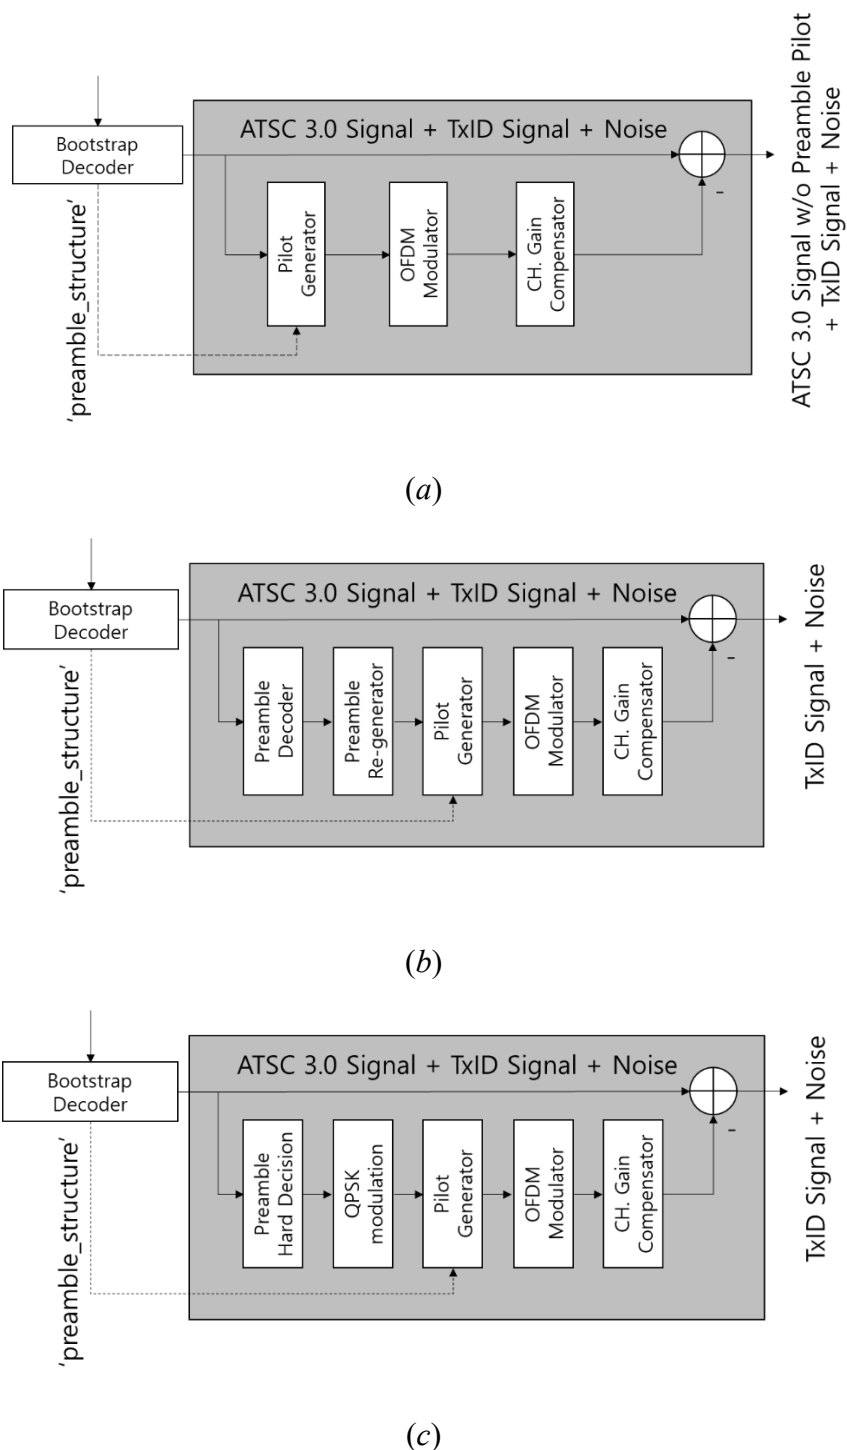 Bootstrap
Decoder
'preamble_structure'
ATSC 3.0 Signal + TxID Signal + Noise
Pilot
Generator
OFDM
Modulator
CH. Gain
Compensator
-
ATSC 3.0 Signal w/o Preamble Pilot
+ TxID Signal + Noise
(a)
Bootstrap
Decoder
'preamble_structure'
ATSC 3.0 Signal + TxID Signal + Noise
Preamble
Decoder
Preamble
Re-generator
Pilot
Generator
OFDM
Modulator
CH. Gain
Compensator
-
TxID Signal + Noise
(b)
Bootstrap
Decoder
'preamble_structure'
ATSC 3.0 Signal + TxID Signal + Noise
Preamble
Hard Decision
QPSK
modulation
Pilot
Generator
OFDM
Modulator
CH. Gain
Compensator
-
TxID Signal + Noise
(c)